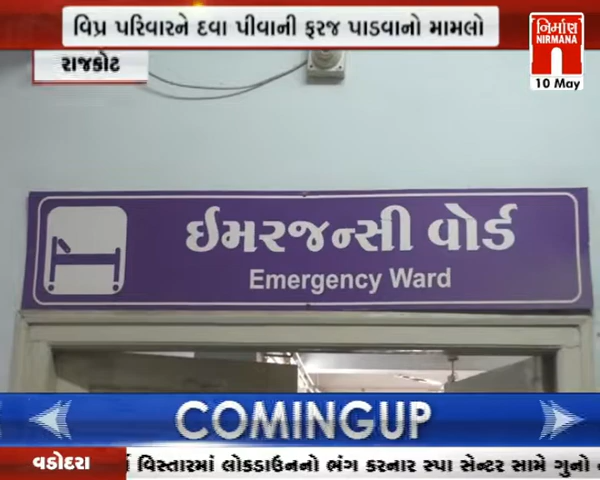 વિપ્ર પરિવારને દવા પીવાની ફરજ પાડવાનો મામલો
રાજકોટ
નિર્માણ
NIRMANA
10 May
ઈમરજન્સી વોર્ડ
Emergency Ward
COMINGUP
વડોદરા
વિસ્તારમાં લોકડાઉનનો ભંગ કરનાર સ્પા સેન્ટર સામે ગુનો